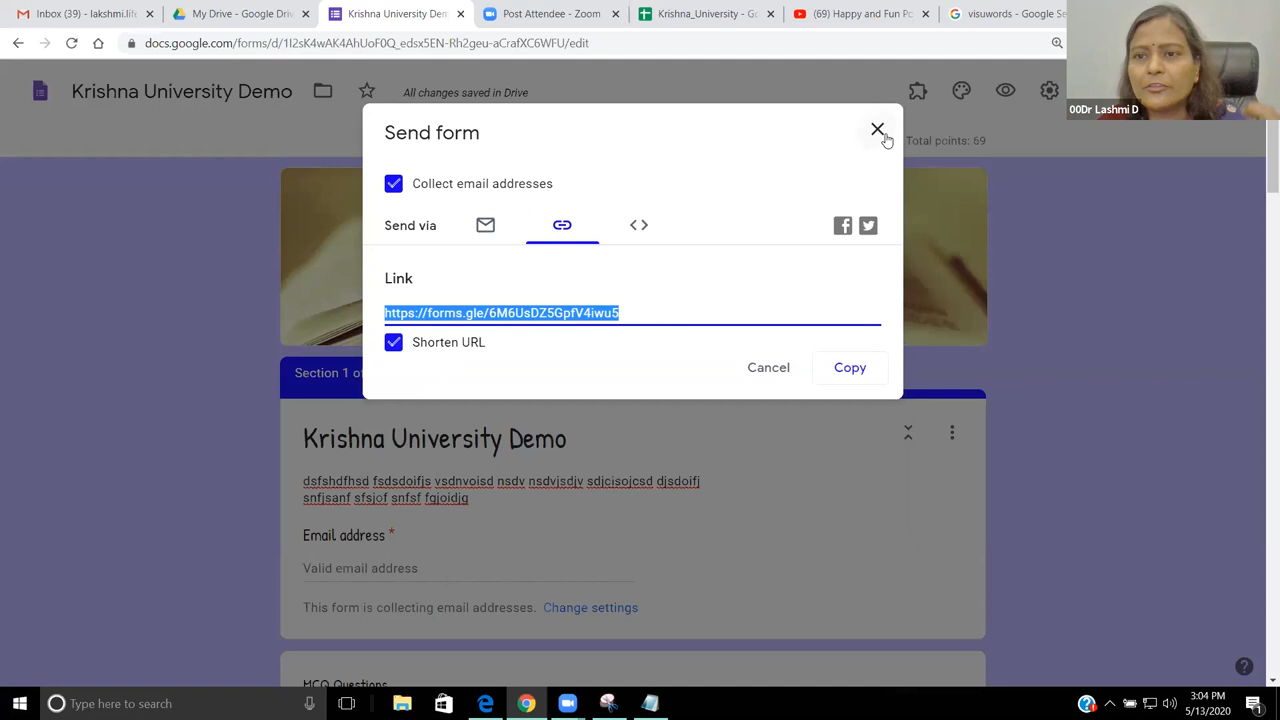 Inbox (39) - lakshmi.life
My Drive - Google Drive
Krishna University Demo
Post Attendee - Zoom
Krishna_University - Go
(69) Happy and Fun Po
visuwords - Google Se
docs.google.com/forms/d/1I2sK4wAK4AhUoF0Q_edsx5EN-Rh2geu-aCrafXC6WFU/edit
Krishna University Demo
All changes saved in Drive
00Dr Lashmi D
Total points: 69
Send form
Collect email addresses
Send via
Link
https://forms.gle/6M6UsDZ5GpfV4iwu5
Shorten URL
Cancel
Copy
Section 1 of
Krishna University Demo
dsfshdfhsd fsdsdoifjs vsdnvoisd nsdv nsdvjsdjv sdjcisojcsd djsdoifj
snfjsanf sfsjof snfsf fgjoidjg
Email address *
Valid email address
This form is collecting email addresses. Change settings
MCQ Questions
Type here to search
3:04 PM
5/13/2020
1